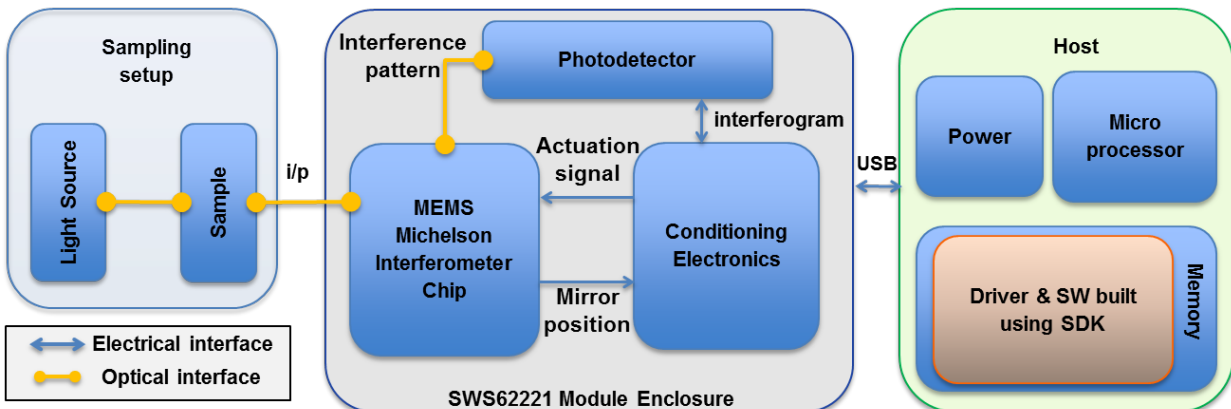 Sampling
setup
Light Source
Sample
i/p
Electrical interface
Optical interface
Interference
pattern
Photodetector
interferogram
Actuation
signal
MEMS
Michelson
Interferometer
Chip
Conditioning
Electronics
Mirror
position
SWS62221 Module Enclosure
USB
Host
Power
Micro
processor
Driver & SW built
using SDK
Memory